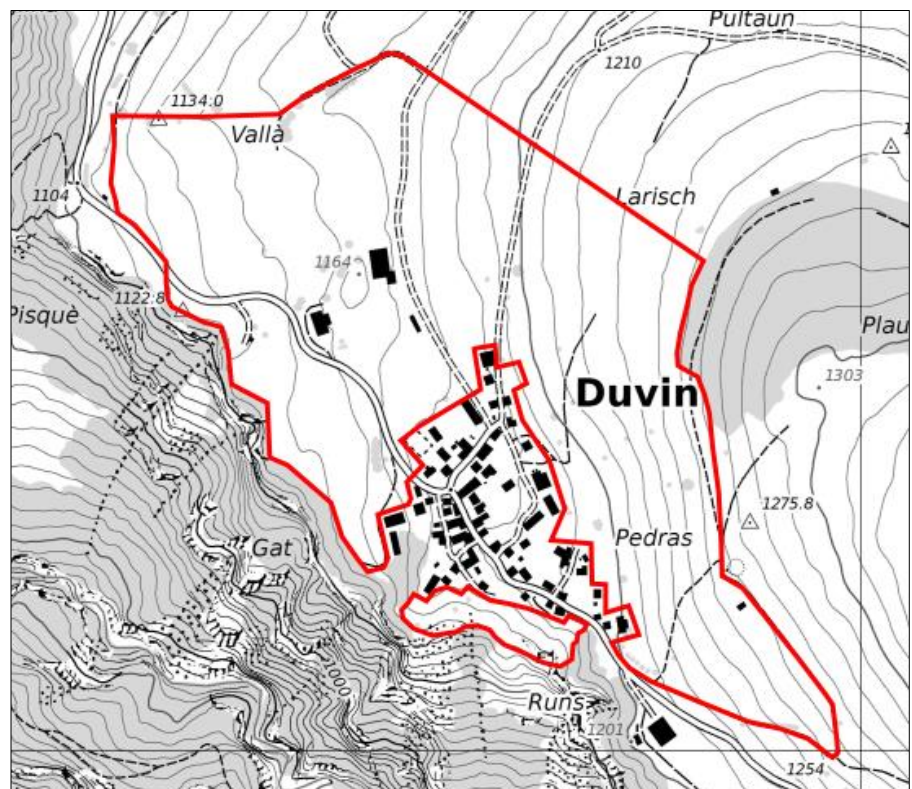 Pultaun
1210
1134.0
Vallà
1104
Larisch
1164
1122.8
Pisquè
Plau
1303
Duvin
1275.8
Pedras
Gat
1000
Runs
1201
1254